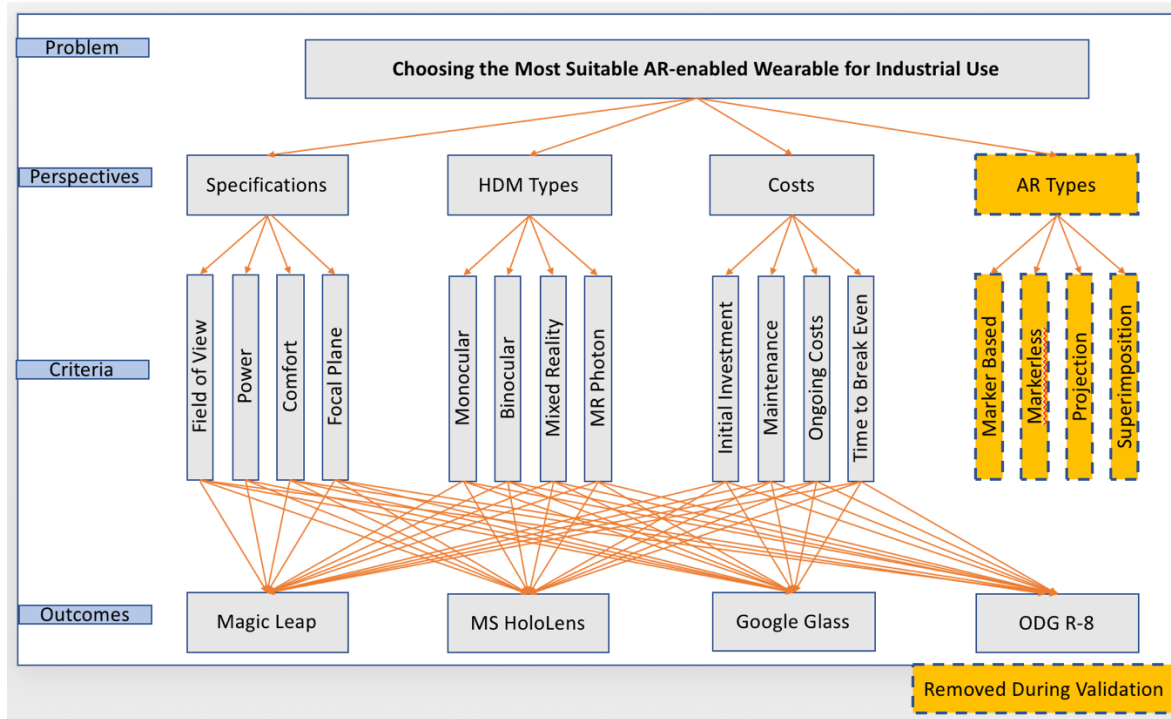 Problem
Choosing the Most Suitable AR-enabled Wearable for Industrial Use
Perspectives
Specifications
HDM Types
Costs
AR Types
Criteria
Field of View
Power
Comfort
Focal Plane
Monocular
Binocular
Mixed Reality
MR Photon
Initial Investment
Maintenance
Ongoing Costs
Time to Break Even
Marker Based
Markerless
Projection
Superimposition
Outcomes
Magic Leap
MS HoloLens
Google Glass
ODG R-8
Removed During Validation